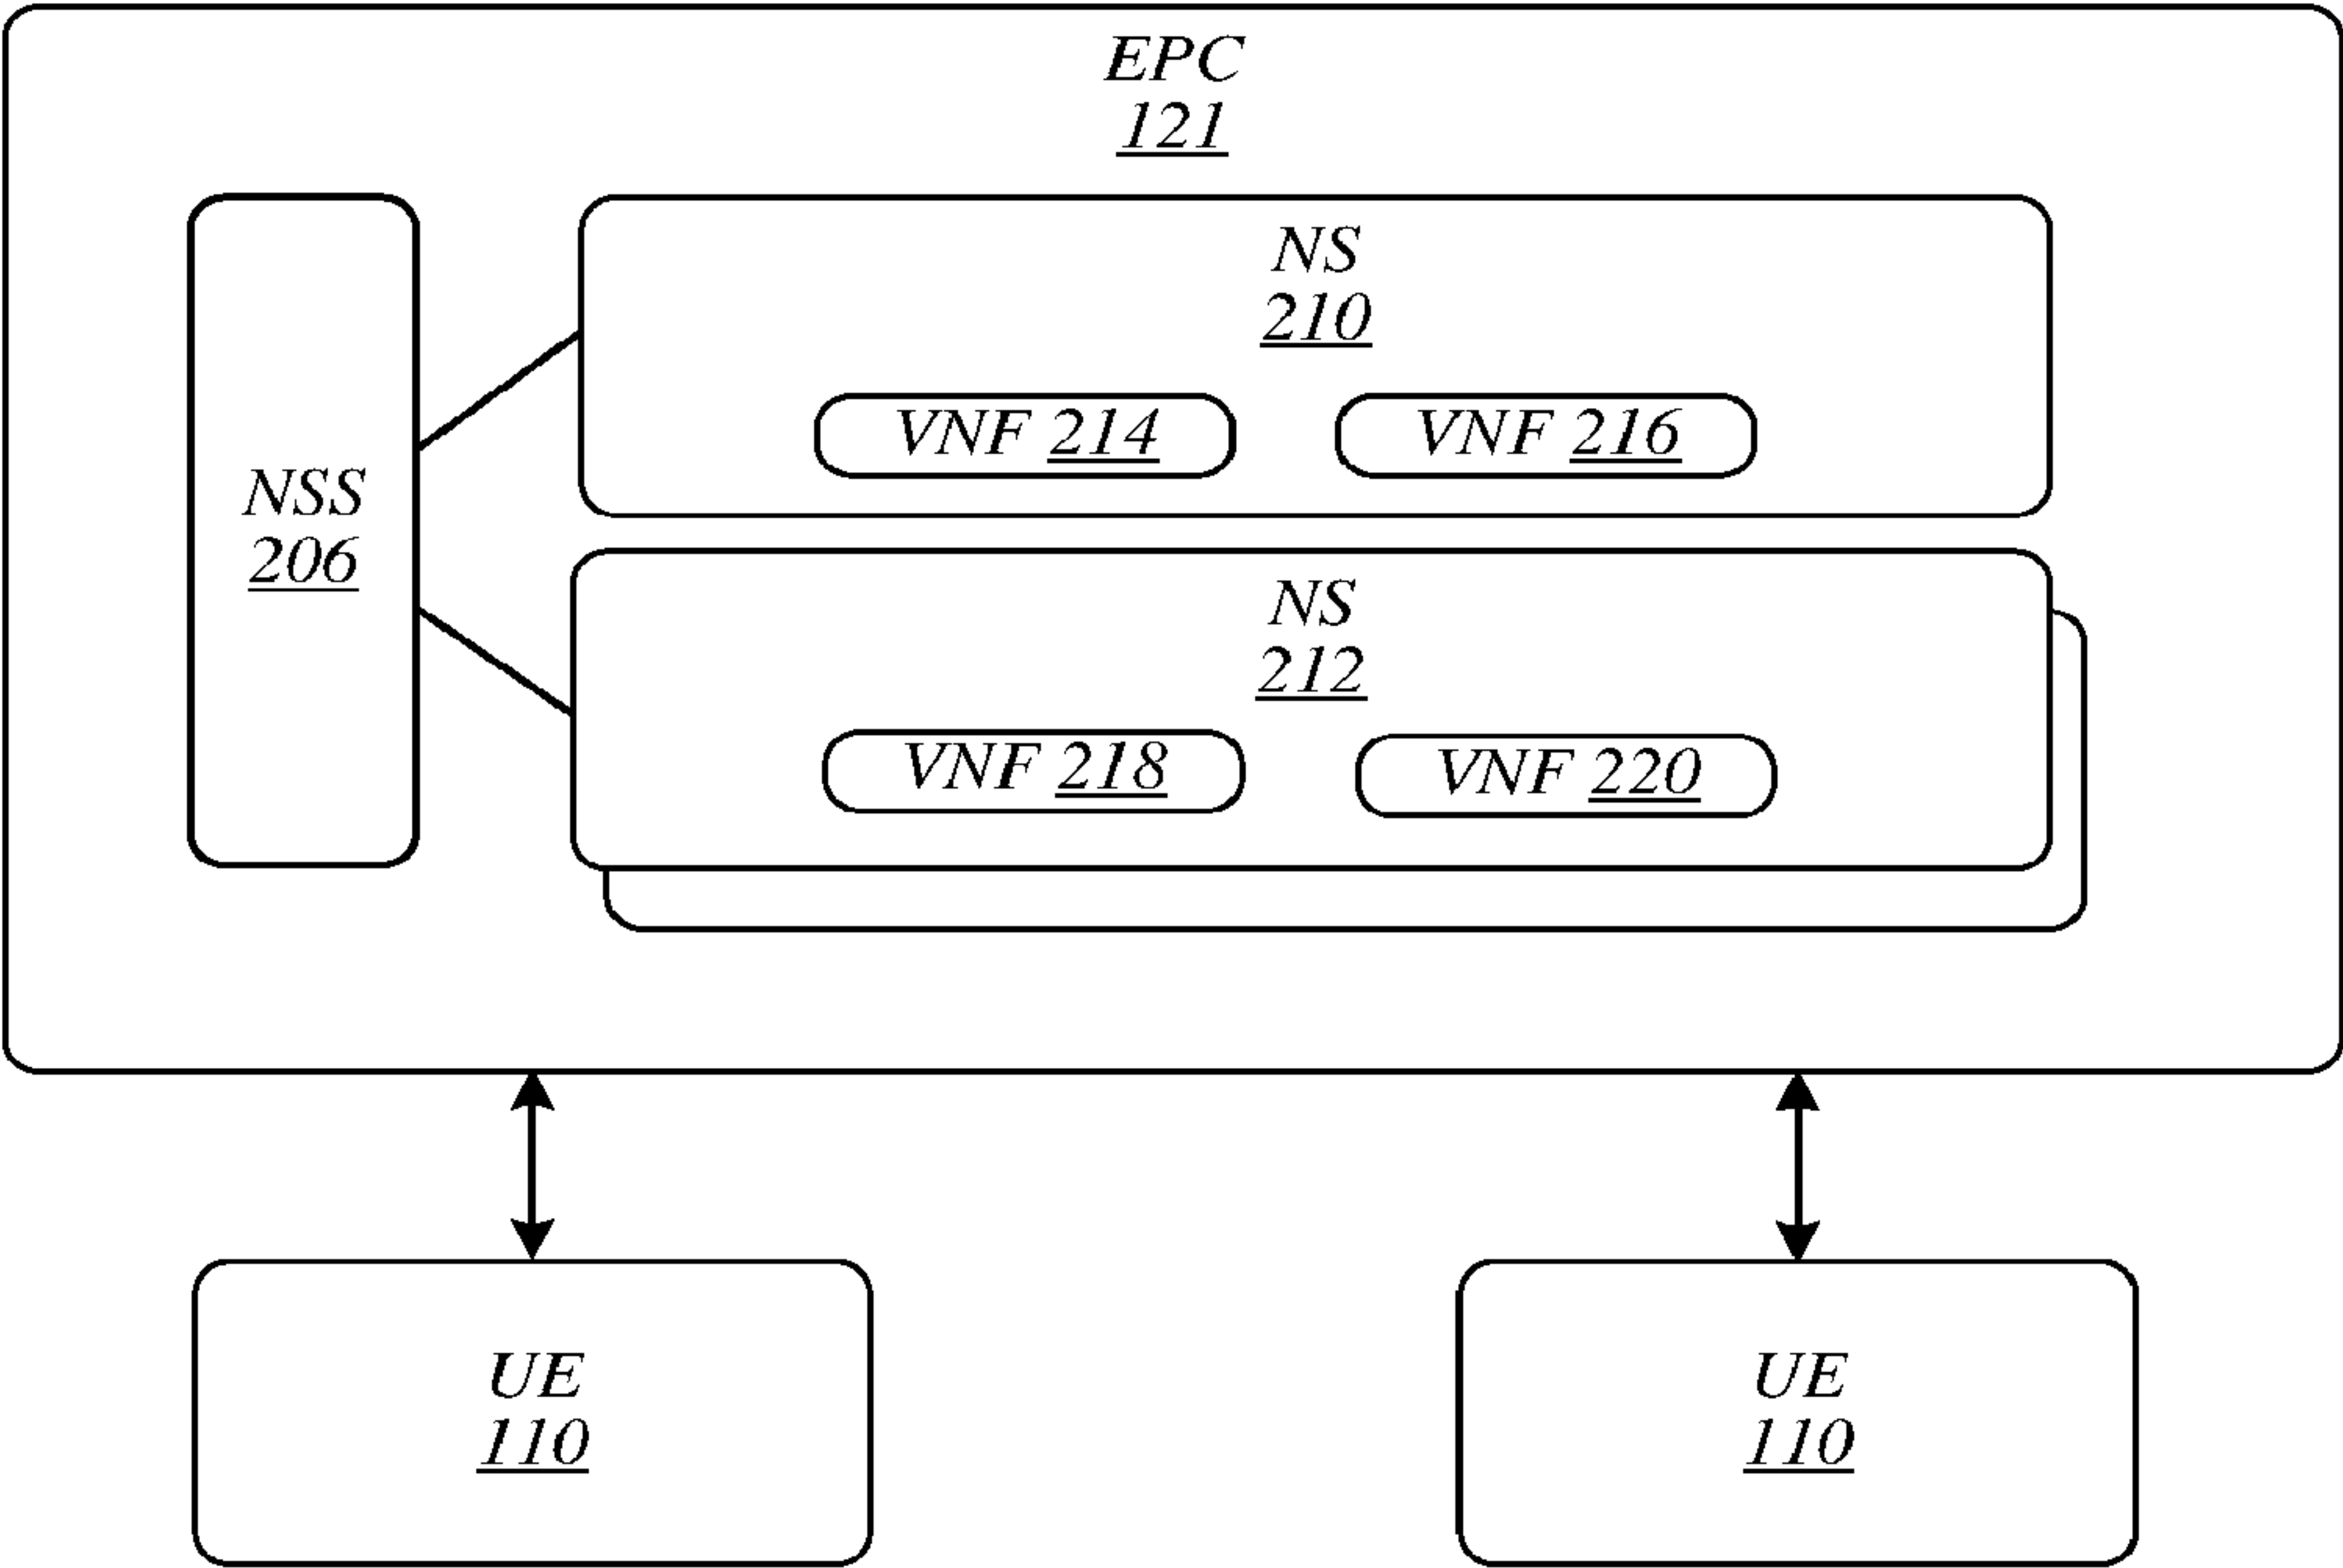 EPC
121
NS
210
VNF 214 VNF 216
NSS
206
NS
212
VNF 218 VNF 220
UE
110
UE
110